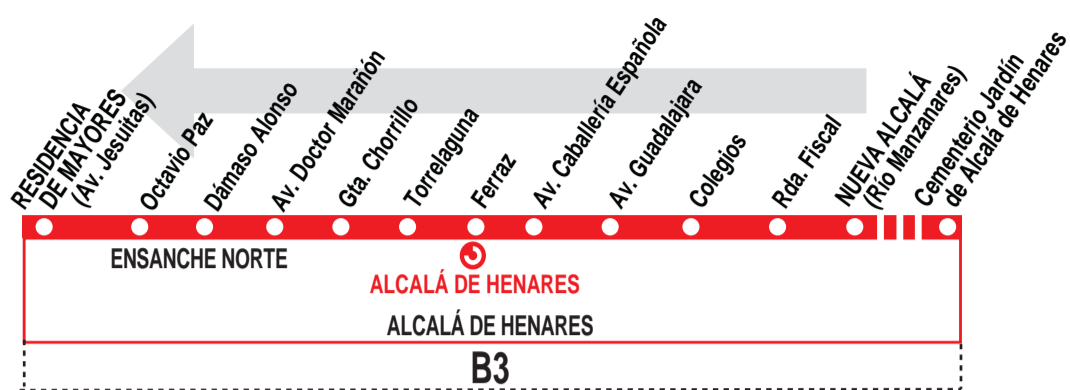 RESIDENCIA
DE MAYORES
(Av. Jesuitas)
Octavio Paz
Dámaso Alonso
Av. Doctor Marañón
Gta. Chorrillo
Torrelaguna
Ferraz
Av. Caballería Española
Av. Guadalajara
Colegios
Rda. Fiscal
NUEVA ALCALÁ
(Río Manzanares)
Cementerio Jardín
de Alcalá de Henares
ENSANCHE NORTE
ALCALÁ DE HENARES
ALCALÁ DE HENARES
B3